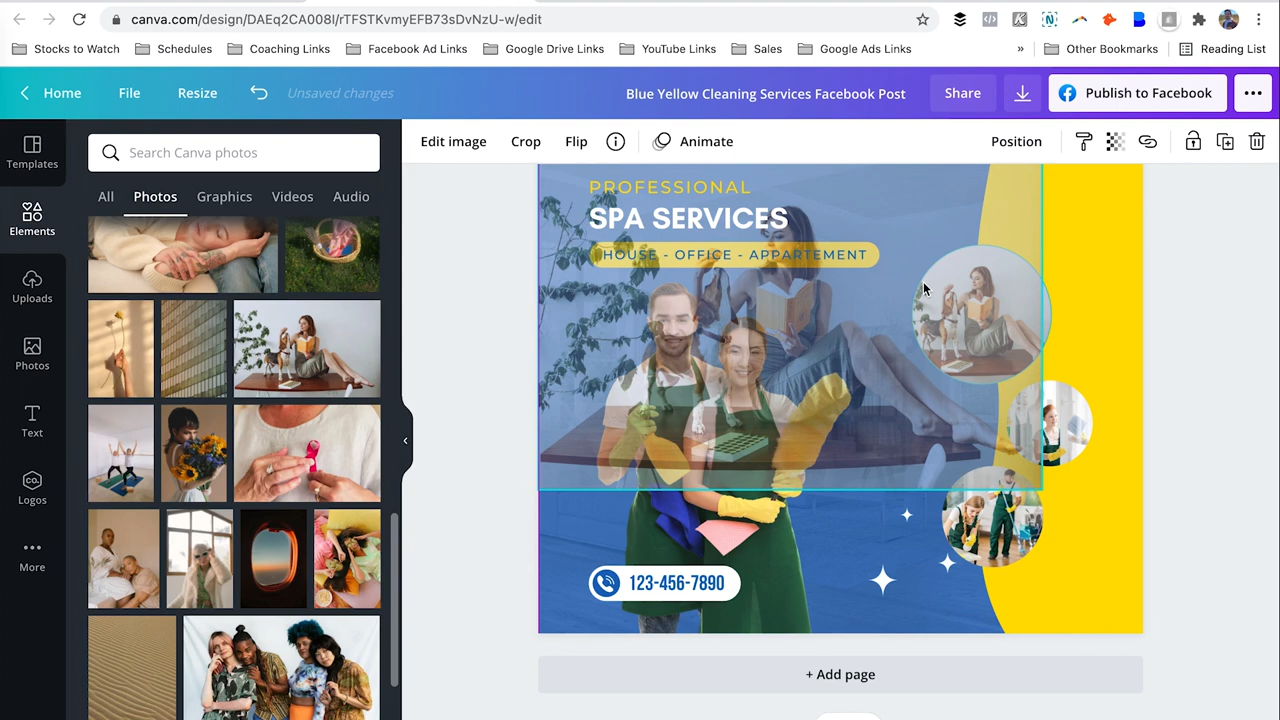 canva.com/design/DAEq2CA008I/rTFSTKvmyEFB73sDvNzU-w/edit
Stocks to Watch
Schedules
Coaching Links
Facebook Ad Links
Google Drive Links
YouTube Links
Sales
Google Ads Links
»
Other Bookmarks
Reading List
Home
File
Resize
Unsaved changes
Blue Yellow Cleaning Services Facebook Post
Share
Publish to Facebook
Templates
Elements
Uploads
Photos
Text
Logos
More
Search Canva photos
All
Photos
Graphics
Videos
Audio
Edit image
Crop
Flip
Animate
Position
PROFESSIONAL
SPA SERVICES
HOUSE - OFFICE - APPARTEMENT
123-456-7890
+ Add page